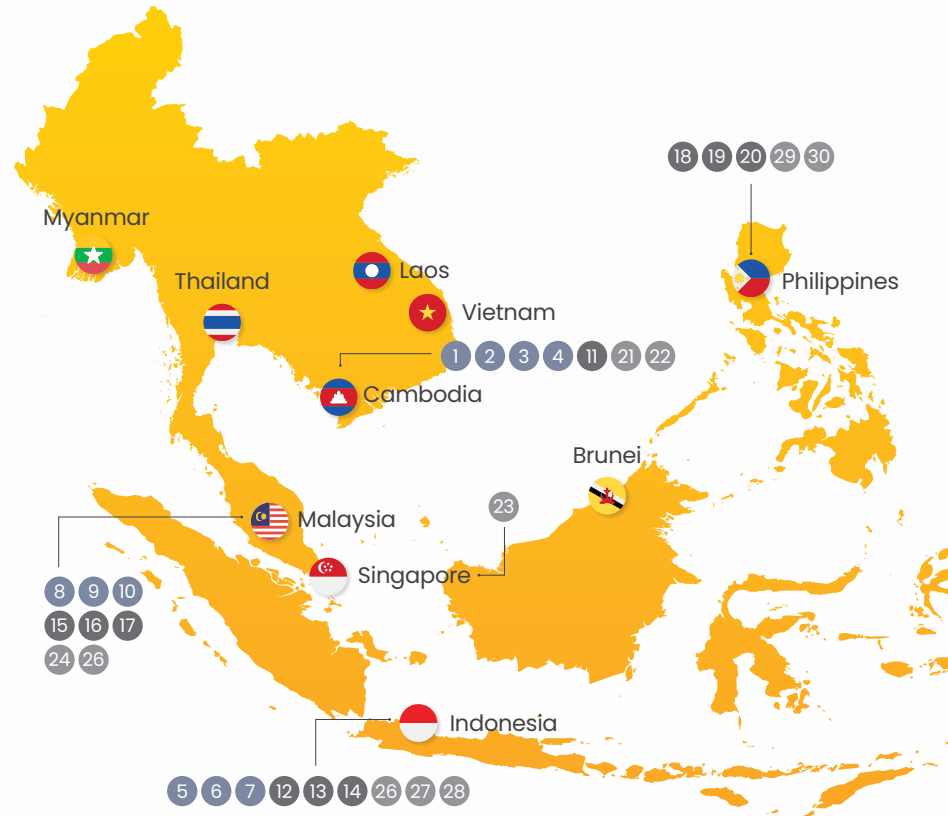 18 19 20 29 30
Myanmar
Laos
Thailand
Philippines
Vietnam
1 2 3 4 11 21 22
Cambodia
Brunei
23
Malaysia
Singapore
8 9 10
15 16 17
24 26
Indonesia
5 6 7 12 13 14 26 27 28